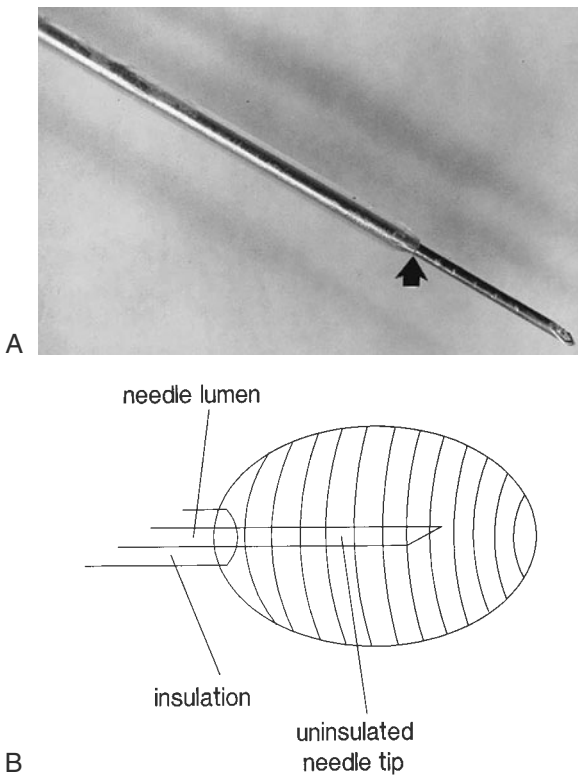 A
needle lumen
insulation
uninsulated
needle tip
B